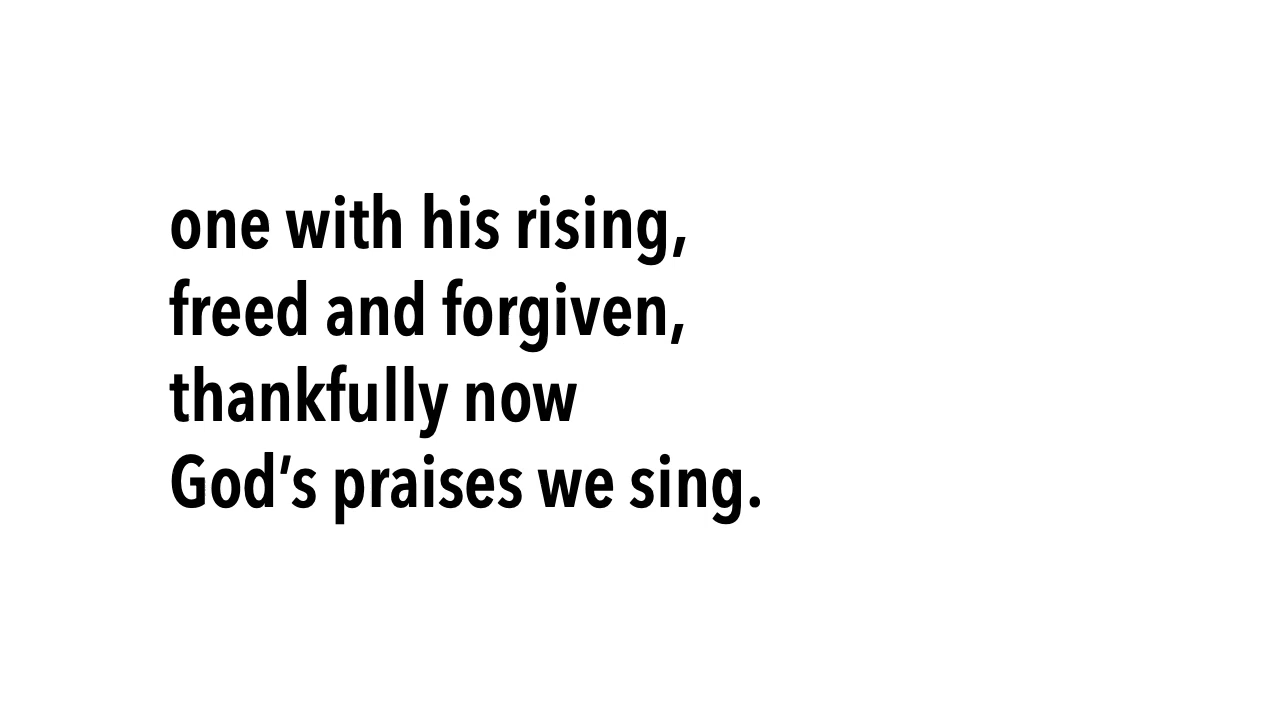 one with his rising,
freed and forgiven,
thankfully now
God’s praises we sing.